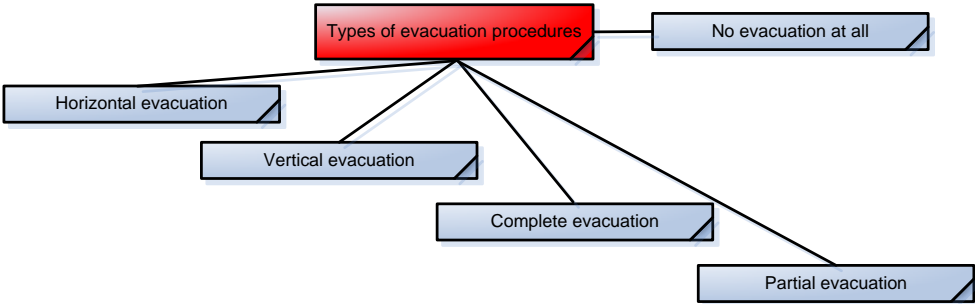 Types of evacuation procedures
No evacuation at all
Horizontal evacuation
Vertical evacuation
Complete evacuation
Partial evacuation